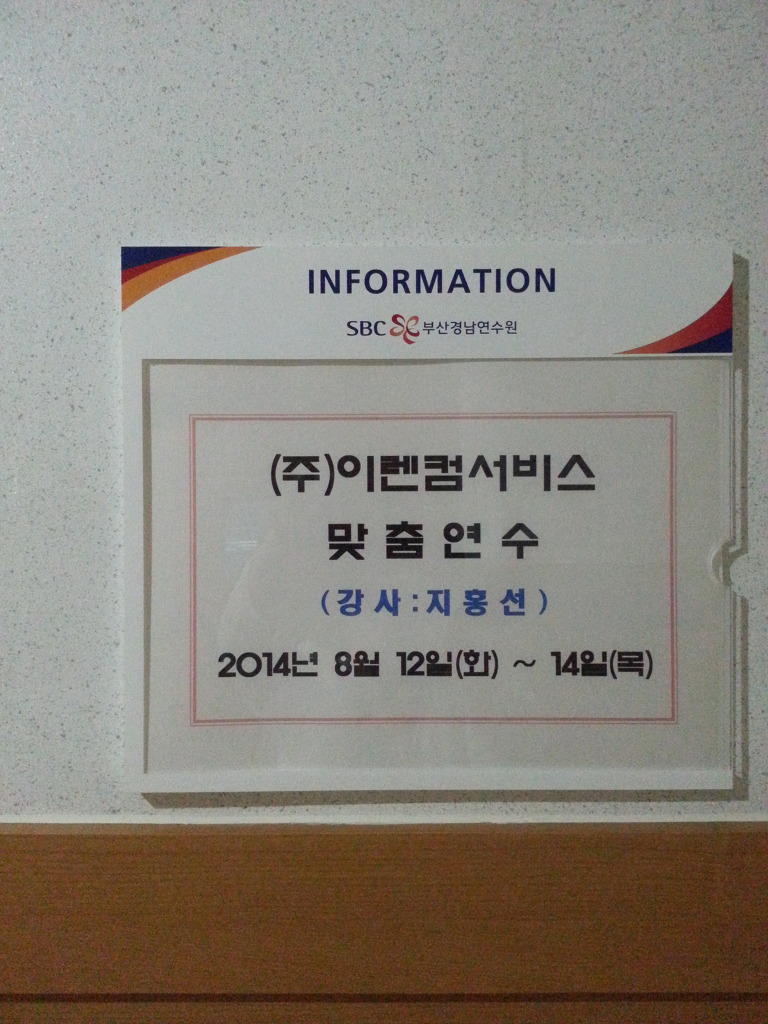 INFORMATION
SBC 부산경남연수원
(주)이렌컴서비스
맞춤연수
(강사:지홍선)
2014년 8월 12일(화) ~ 14일(목)